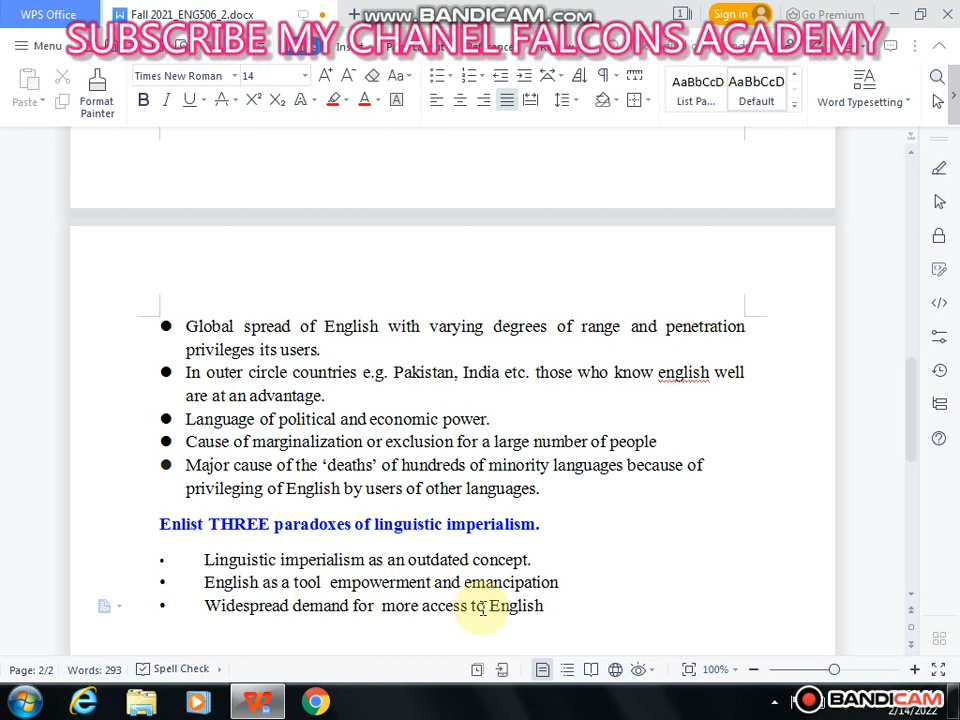 WPS Office
Fall 2021_ENG506_2.docx
www.BANDICAM.com
Sign in
Go Premium
SUBSCRIBE MY CHANEL FALCONS ACADEMY
Menu
Times New Roman
14
Paste
Format
Painter
AaBbCcD
List Pa...
AaBbCcD
Default
Word Typesetting
● Global spread of English with varying degrees of range and penetration
privileges its users.
● In outer circle countries e.g. Pakistan, India etc. those who know english well
are at an advantage.
● Language of political and economic power.
● Cause of marginalization or exclusion for a large number of people
● Major cause of the ‘deaths’ of hundreds of minority languages because of
privileging of English by users of other languages.
Enlist THREE paradoxes of linguistic imperialism.
• Linguistic imperialism as an outdated concept.
• English as a tool empowerment and emancipation
• Widespread demand for more access to English
Page: 2/2
Words: 293
Spell Check
100%
BANDICAM
2/14/2022